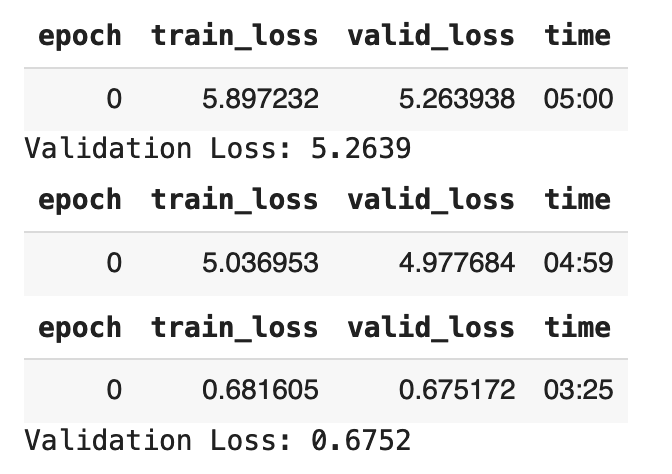 epoch train_loss valid_loss time
0 5.897232 5.263938 05:00
Validation Loss: 5.2639
epoch train_loss valid_loss time
0 5.036953 4.977684 04:59
epoch train_loss valid_loss time
0 0.681605 0.675172 03:25
Validation Loss: 0.6752